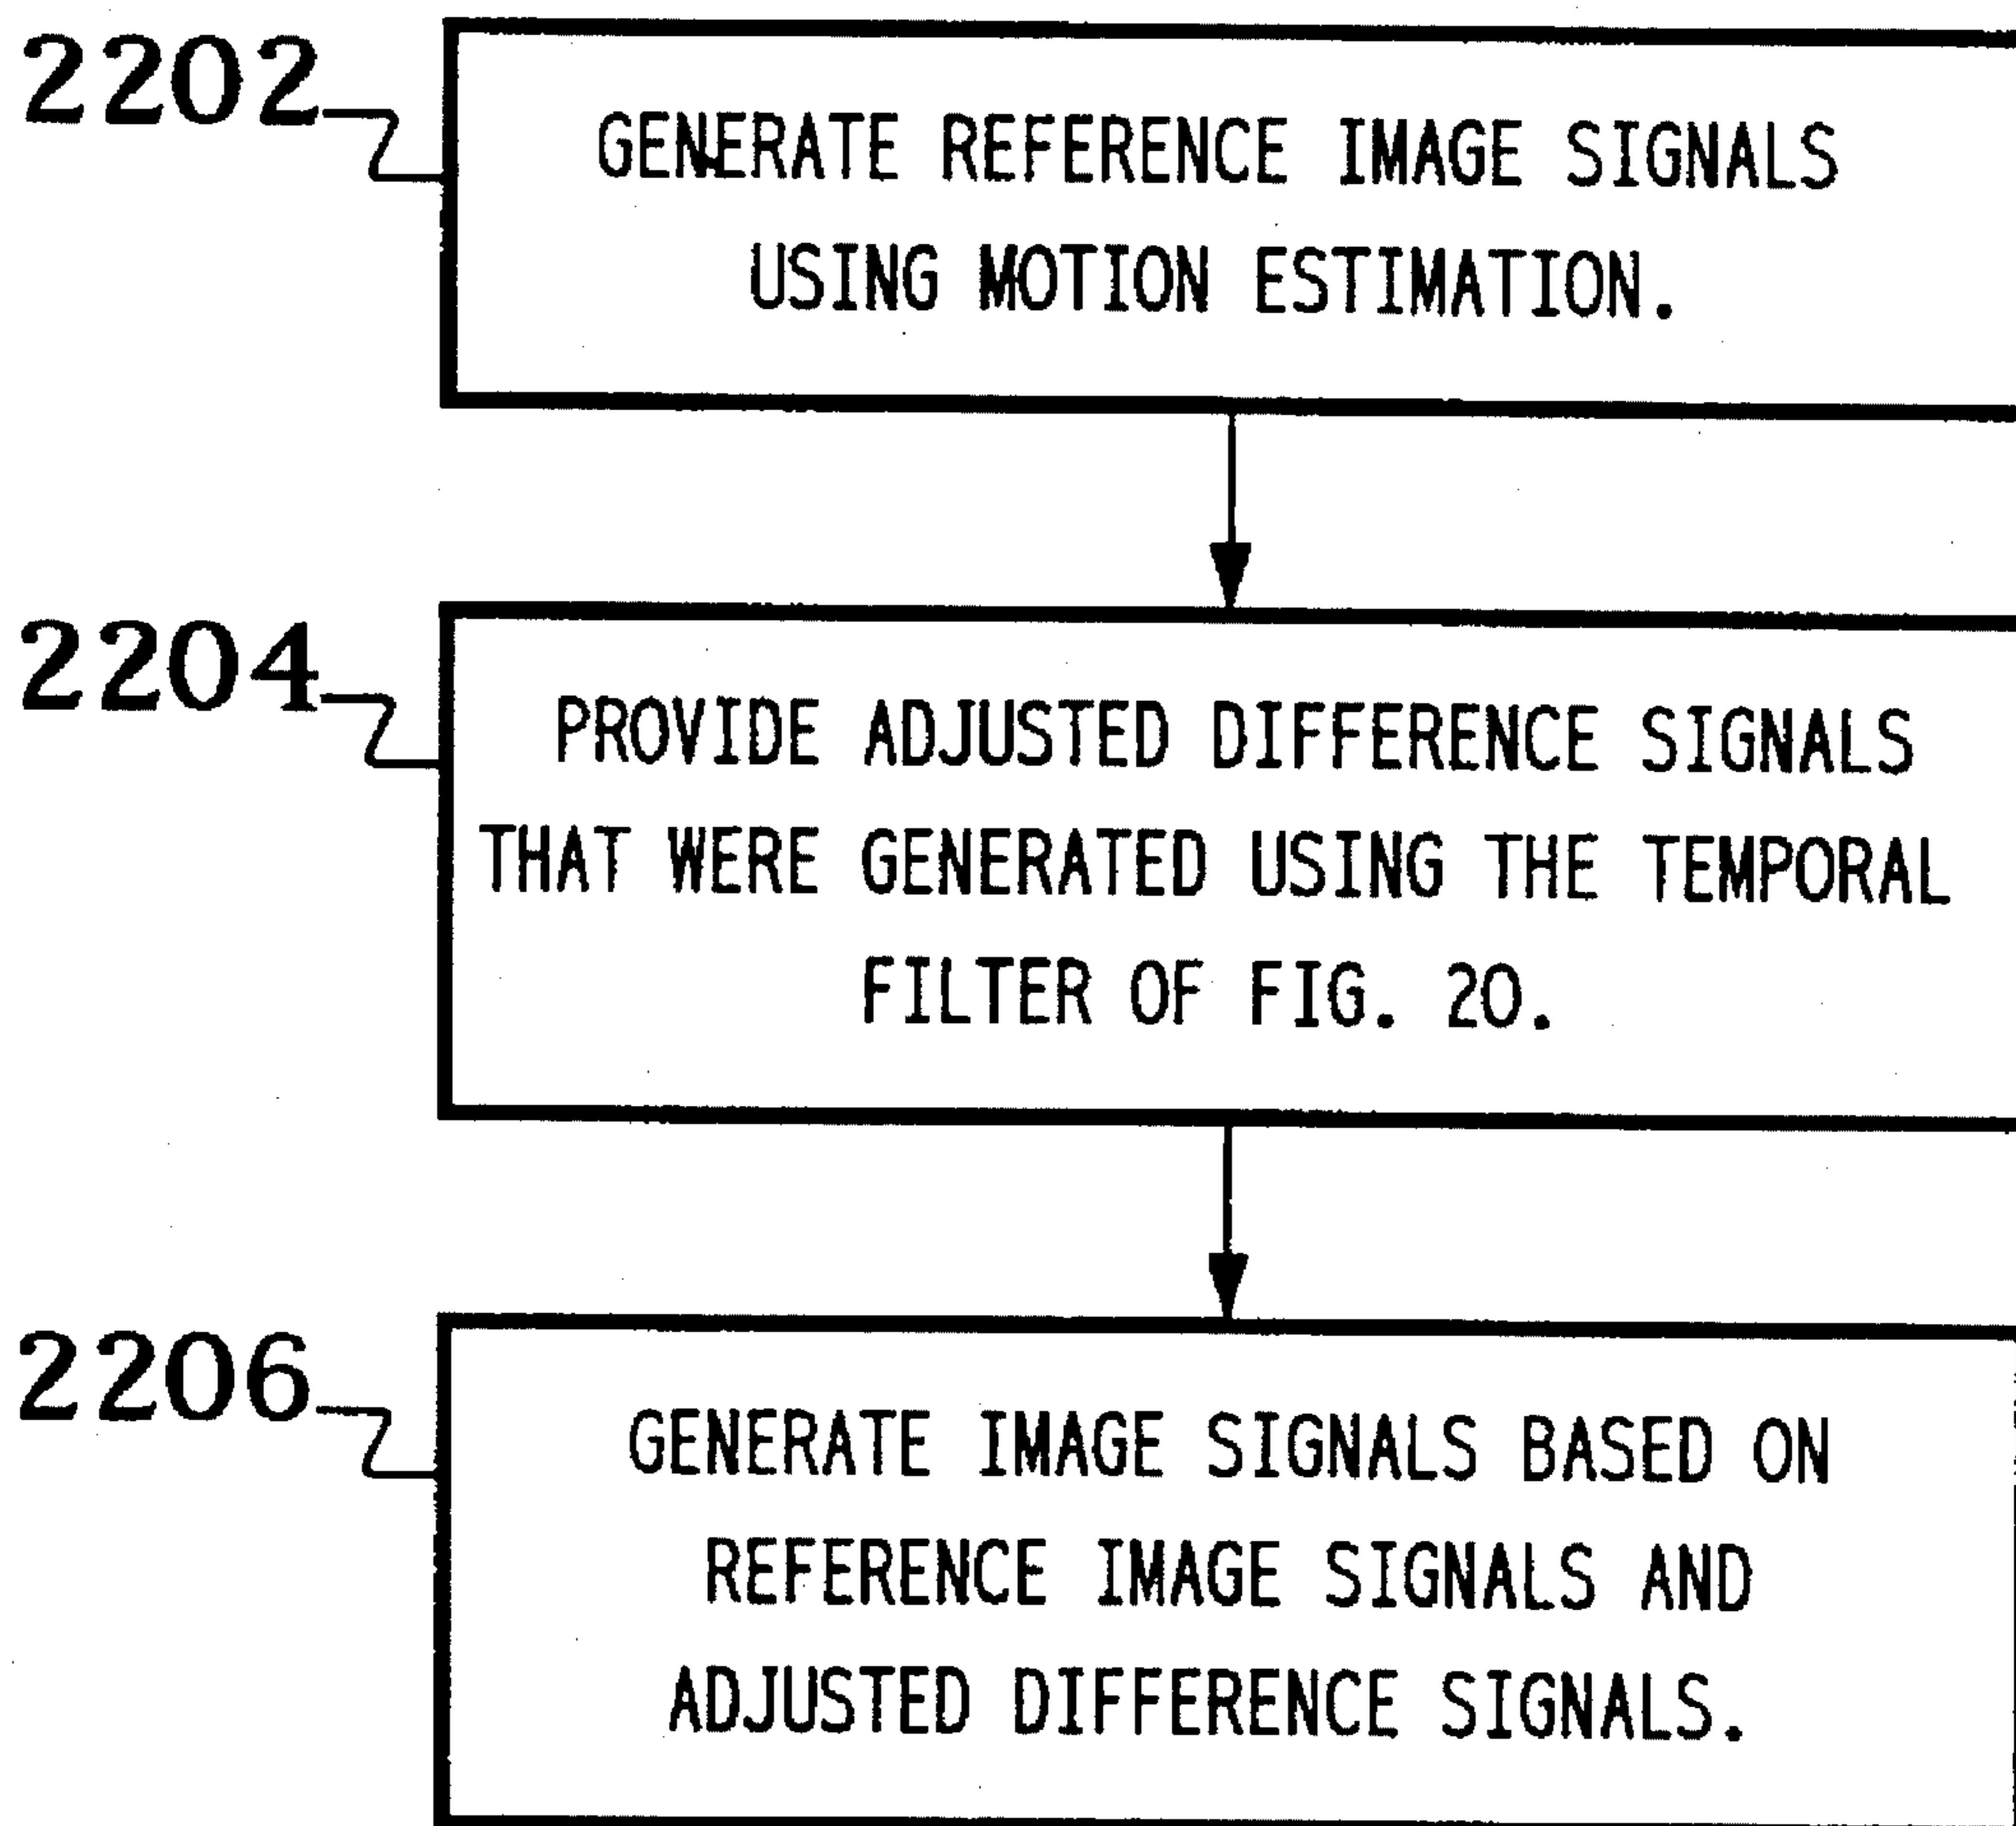 2202
GENERATE REFERENCE IMAGE SIGNALS
USING MOTION ESTIMATION.
2204
PROVIDE ADJUSTED DIFFERENCE SIGNALS
THAT WERE GENERATED USING THE TEMPORAL
FILTER OF FIG. 20.
2206
GENERATE IMAGE SIGNALS BASED ON
REFERENCE IMAGE SIGNALS AND
ADJUSTED DIFFERENCE SIGNALS.